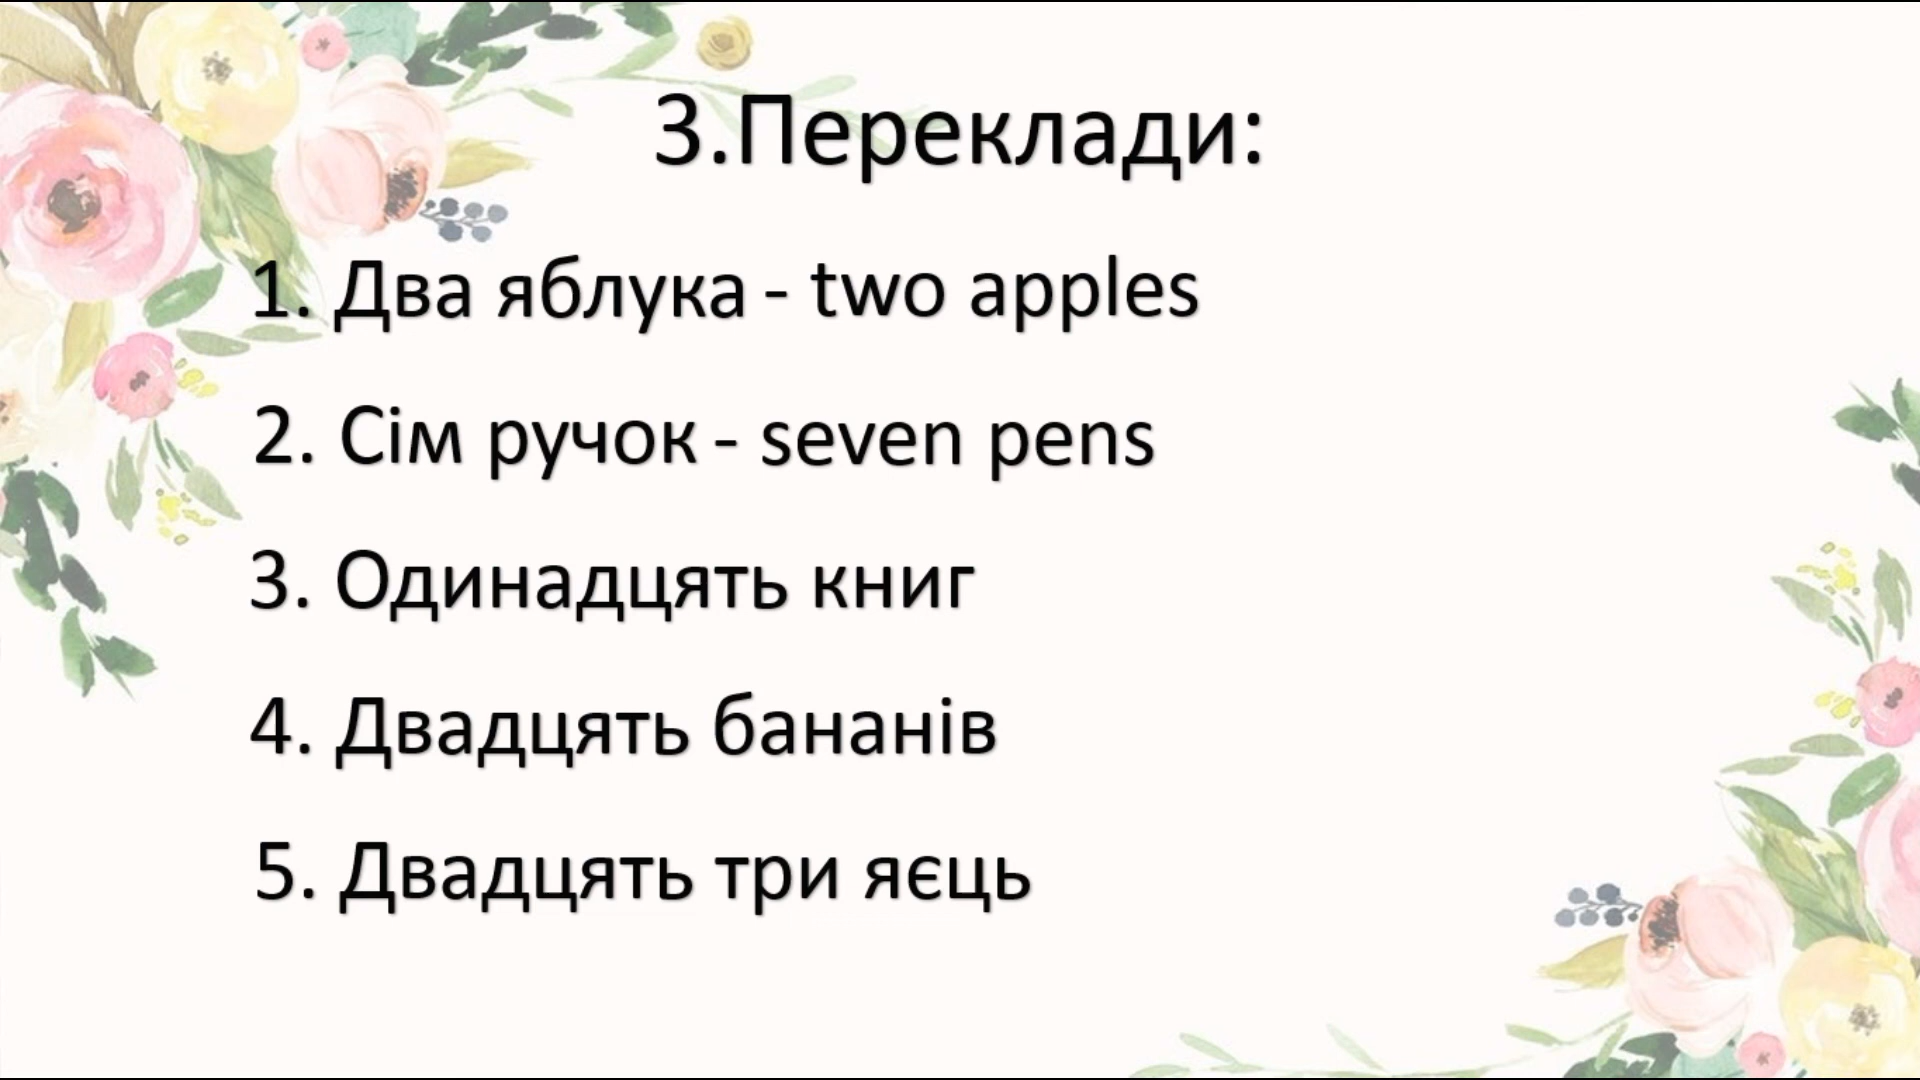 3.Переклади:
1. Два яблука - two apples
2. Сім ручок - seven pens
3. Одинадцять книг
4. Двадцять бананів
5. Двадцять три яєць